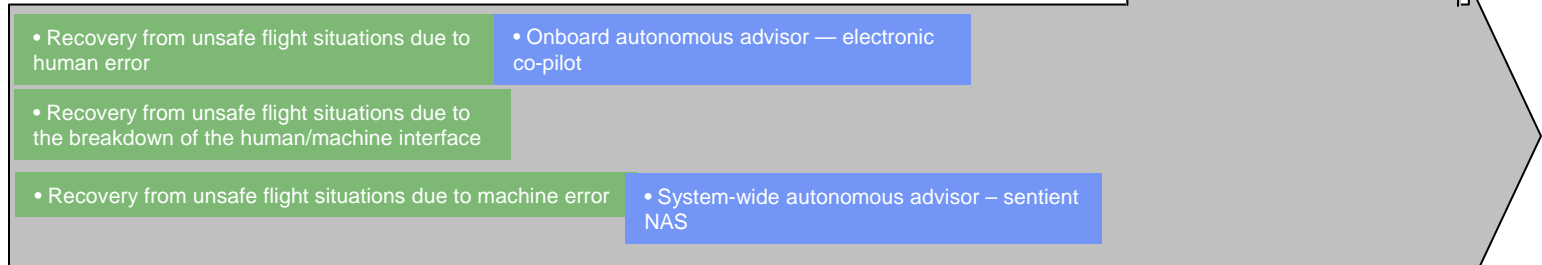 • Recovery from unsafe flight situations due to
human error
• Onboard autonomous advisor — electronic
co-pilot
• Recovery from unsafe flight situations due to
the breakdown of the human/machine interface
• Recovery from unsafe flight situations due to machine error
• System-wide autonomous advisor – sentient
NAS